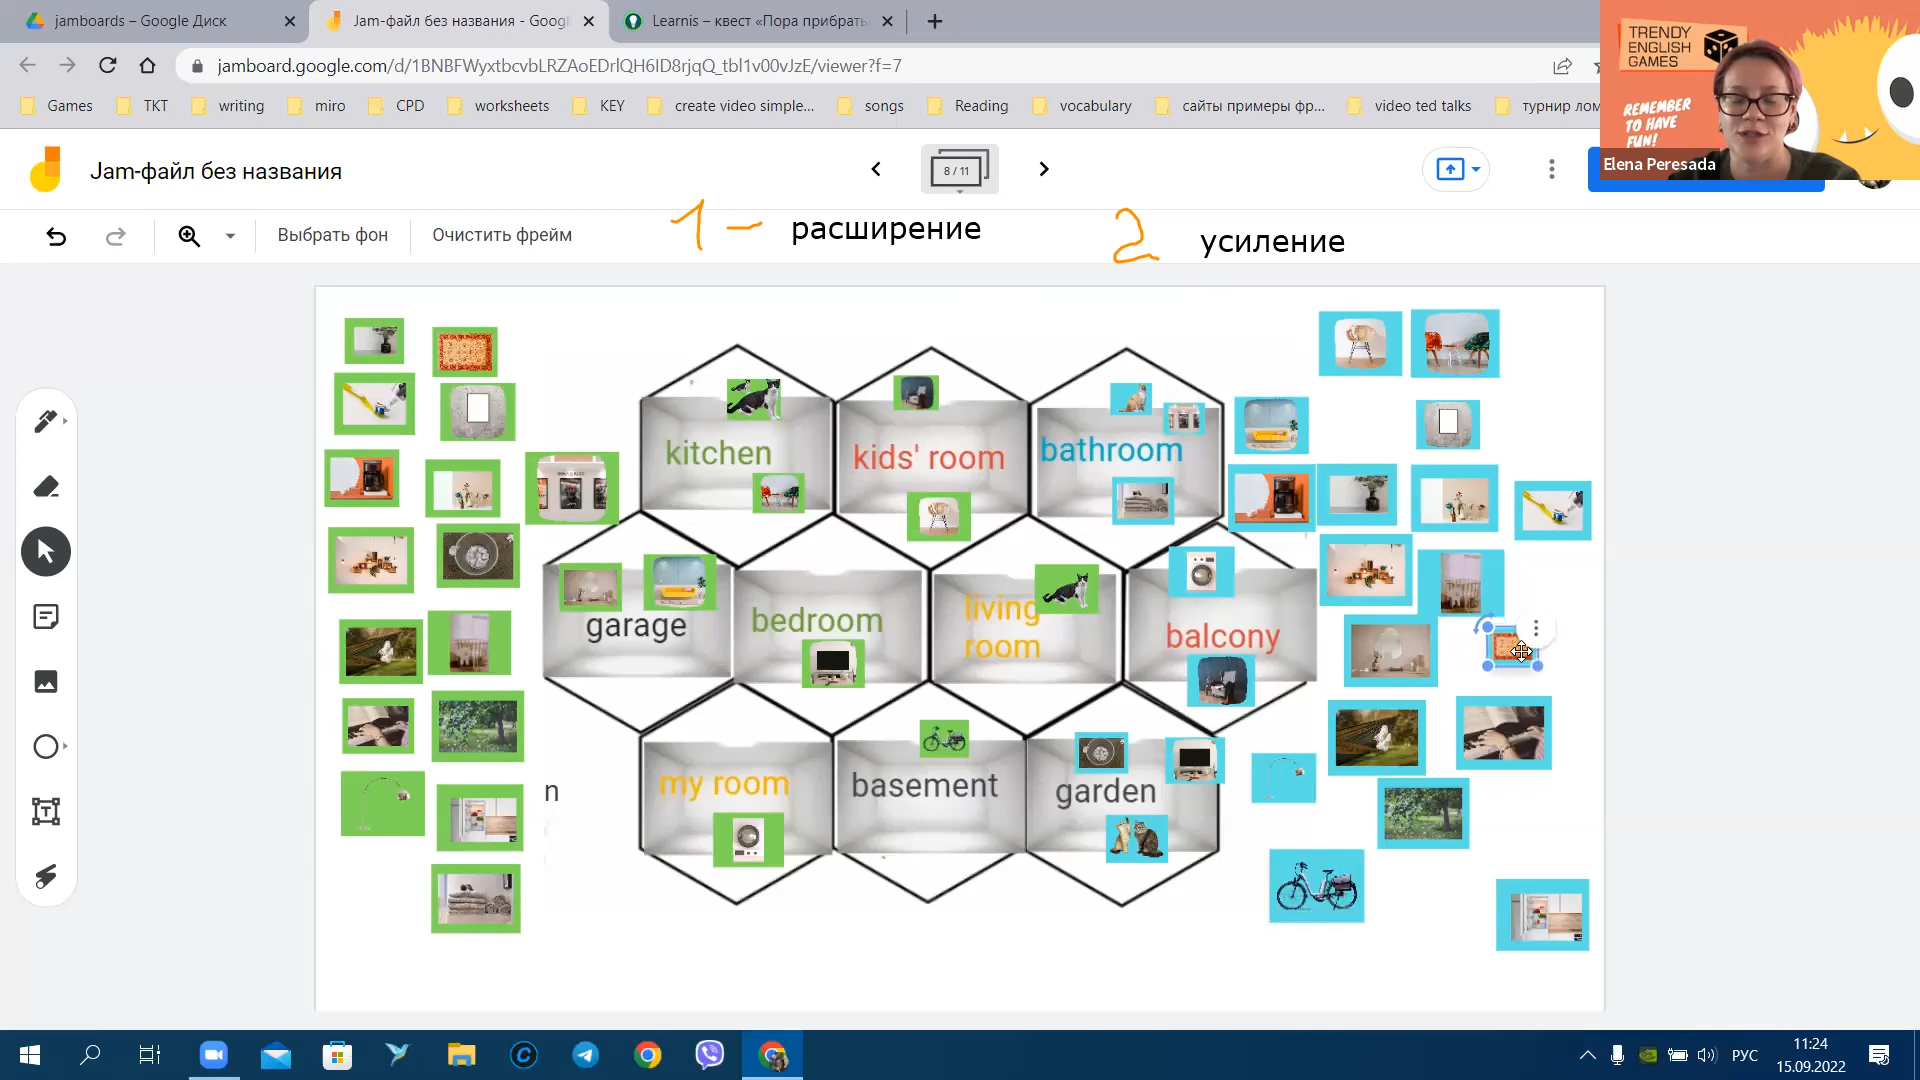 jamboards – Google Диск
Jam-файл без названия - Goog
Learnis – квест «Пора прибрать
jamboard.google.com/d/1BNBFWyxtbcvbLRZAoEDrlQH6ID8rjqQ_tbl1v00vJzE/viewer?f=7
Games
TKT
writing
miro
CPD
worksheets
KEY
create video simple...
songs
Reading
vocabulary
сайты примеры фр...
video ted talks
турнир лом
TRENDY
ENGLISH
GAMES
REMEMBER
TO HAVE
FUN!
Elena Peresada
Jam-файл без названия
8 / 11
Выбрать фон
Очистить фрейм
1 – расширение
2 усиление
kitchen
kids' room
bathroom
garage
bedroom
living
room
balcony
n
my room
basement
garden
РУС
11:24
15.09.2022